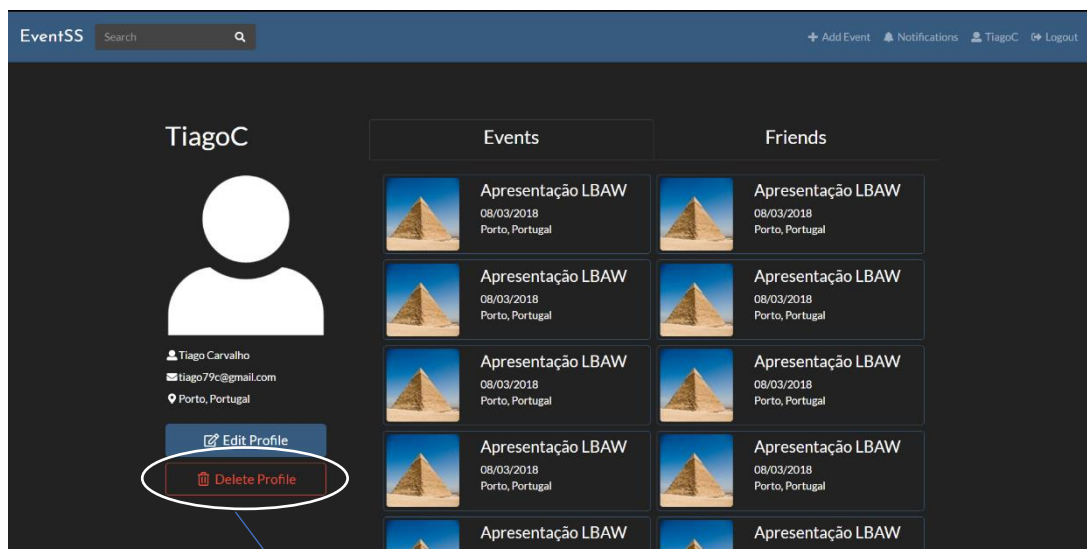 EventSS Search Add Event Notifications TiagoC Logout
TiagoC
Tiago Carvalho
tiago79c@gmail.com
Porto, Portugal
Edit Profile
Delete Profile
Events Friends
Apresentação LBAW
08/03/2018
Porto, Portugal
Apresentação LBAW
08/03/2018
Porto, Portugal
Apresentação LBAW
08/03/2018
Porto, Portugal
Apresentação LBAW
08/03/2018
Porto, Portugal
Apresentação LBAW
08/03/2018
Porto, Portugal
Apresentação LBAW
08/03/2018
Porto, Portugal
Apresentação LBAW
08/03/2018
Porto, Portugal
Apresentação LBAW
08/03/2018
Porto, Portugal
Apresentação LBAW
Apresentação LBAW